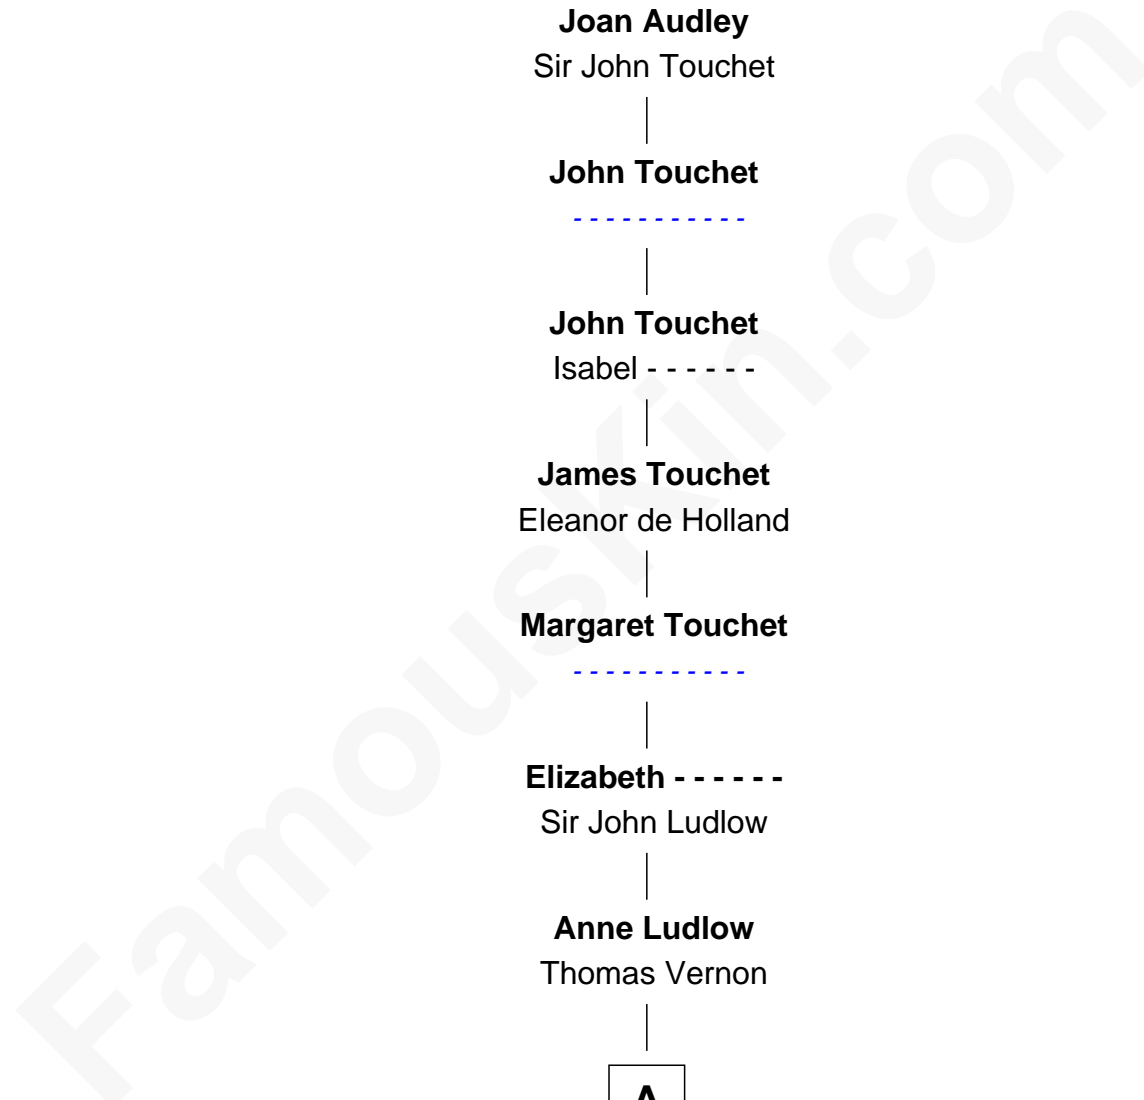 Joan Audley
Sir John Touchet
John Touchet
- - - - - - - - - - -
John Touchet
Isabel - - - - - -
James Touchet
Eleanor de Holland
Margaret Touchet
- - - - - - - - - - -
Elizabeth - - - - - -
Sir John Ludlow
Anne Ludlow
Thomas Vernon
A
FamousKin.com